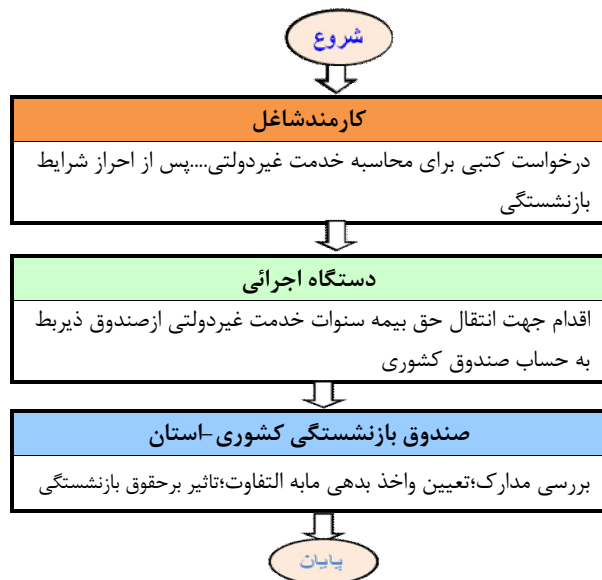 شروع
کارمندشاغل
درخواست کتبی برای محاسبه خدمت غیردولتی....پس از احراز شرایط
بازنشستگی
دستگاه اجرائی
اقدام جهت انتقال حق بیمه سنوات خدمت غیردولتی ازصندوق ذیربط
به حساب صندوق کشوری
صندوق بازنشستگی کشوری -استان
بررسی مدارک؛تعیین واخذ بدهی مابه التفاوت؛تاثیر برحقوق بازنشستگی
پایان